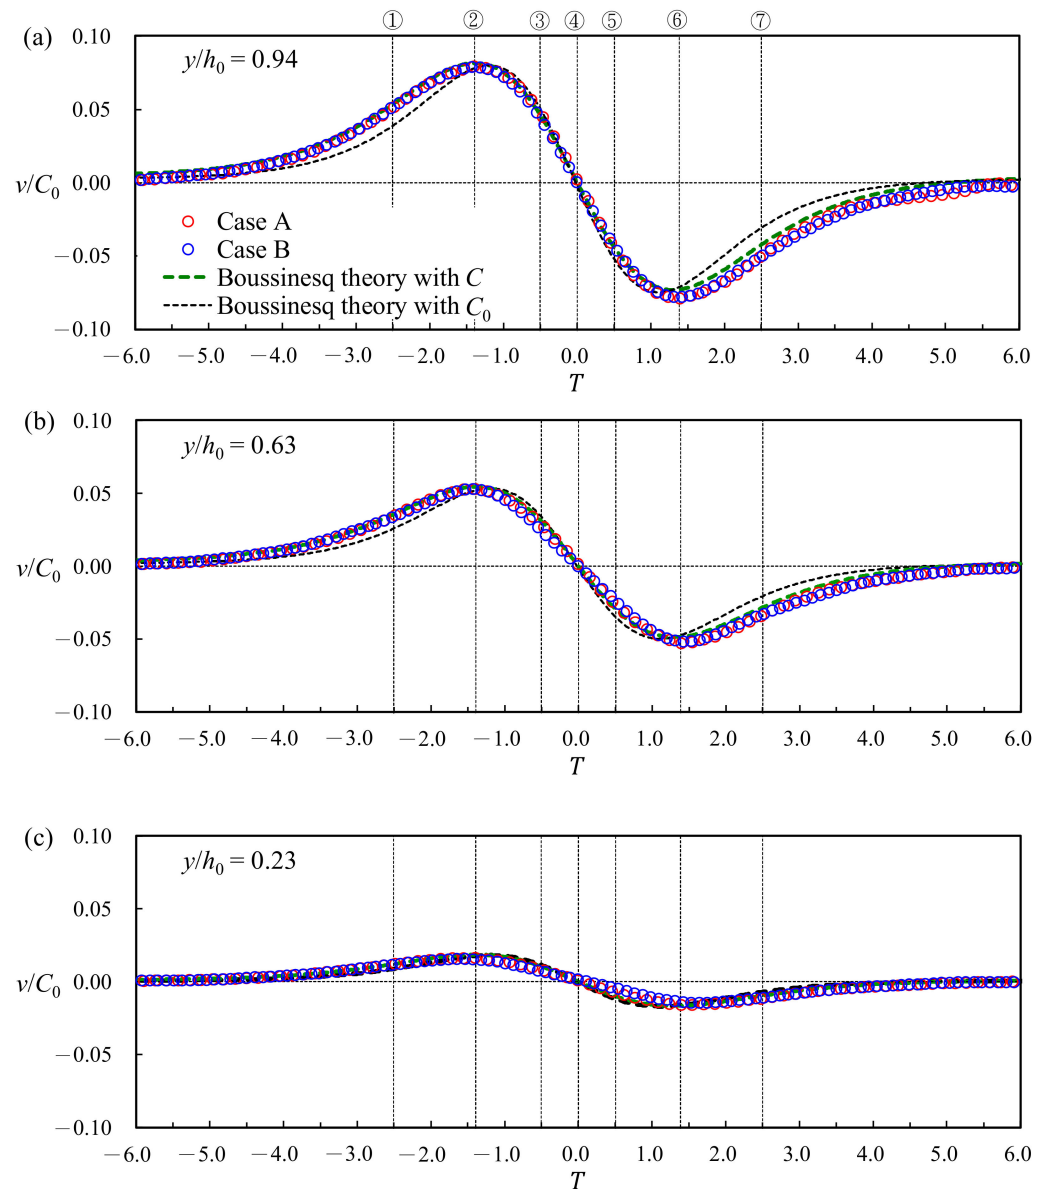 ① ② ③ ④ ⑤ ⑥ ⑦
(a) 0.10
y/h₀ = 0.94
0.05
v/C₀ 0.00
Case A
Case B
−0.05
Boussinesq theory with C
Boussinesq theory with C₀
−0.10
−6.0 −5.0 −4.0 −3.0 −2.0 −1.0 0.0 1.0 2.0 3.0 4.0 5.0 6.0
T
(b) 0.10
y/h₀ = 0.63
0.05
v/C₀ 0.00
−0.05
−0.10
−6.0 −5.0 −4.0 −3.0 −2.0 −1.0 0.0 1.0 2.0 3.0 4.0 5.0 6.0
T
(c) 0.10
y/h₀ = 0.23
0.05
v/C₀ 0.00
−0.05
−0.10
−6.0 −5.0 −4.0 −3.0 −2.0 −1.0 0.0 1.0 2.0 3.0 4.0 5.0 6.0
T